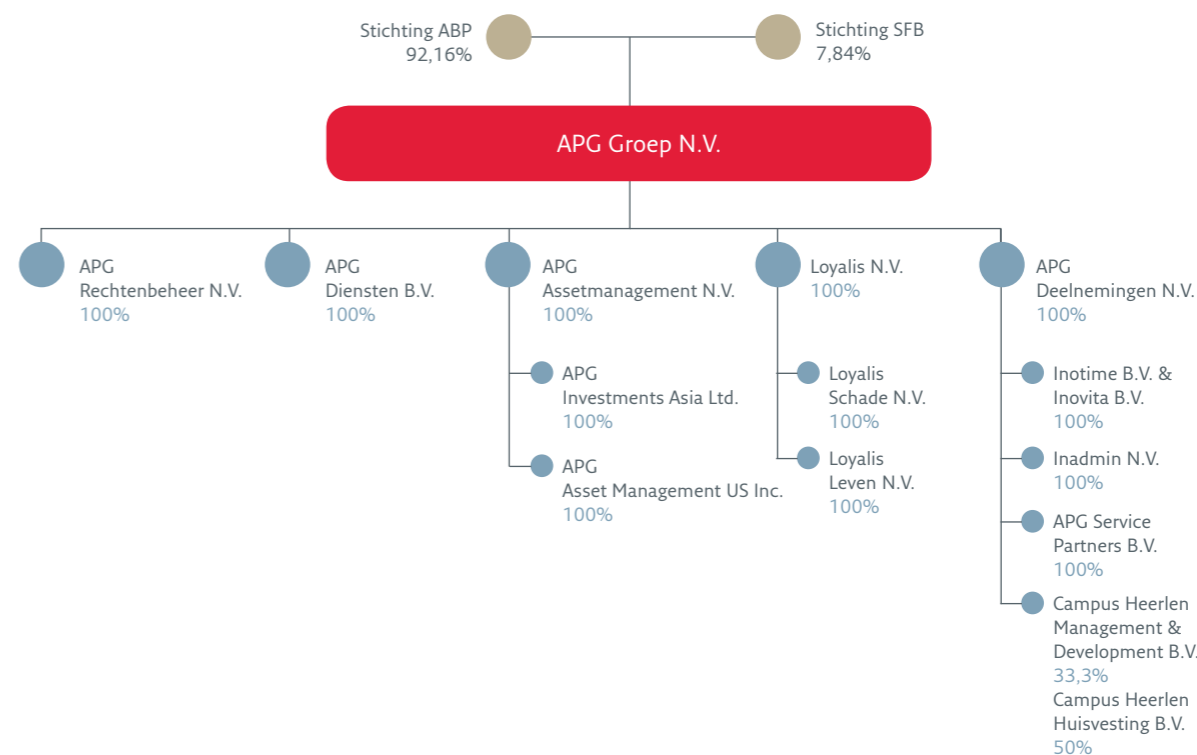 Stichting ABP
92,16%
Stichting SFB
7,84%
APG Groep N.V.
APG
Rechtenbeheer N.V.
100%
APG
Diensten B.V.
100%
APG
Assetmanagement N.V.
100%
APG
Investments Asia Ltd.
100%
APG
Asset Management US Inc.
100%
Loyalis N.V.
100%
Loyalis
Schade N.V.
100%
Loyalis
Leven N.V.
100%
APG
Deelnemingen N.V.
100%
Inotime B.V. &
Inovita B.V.
100%
Inadmin N.V.
100%
APG Service
Partners B.V.
100%
Campus Heerlen
Management &
Development B.V.
33,3%
Campus Heerlen
Huisvesting B.V.
50%